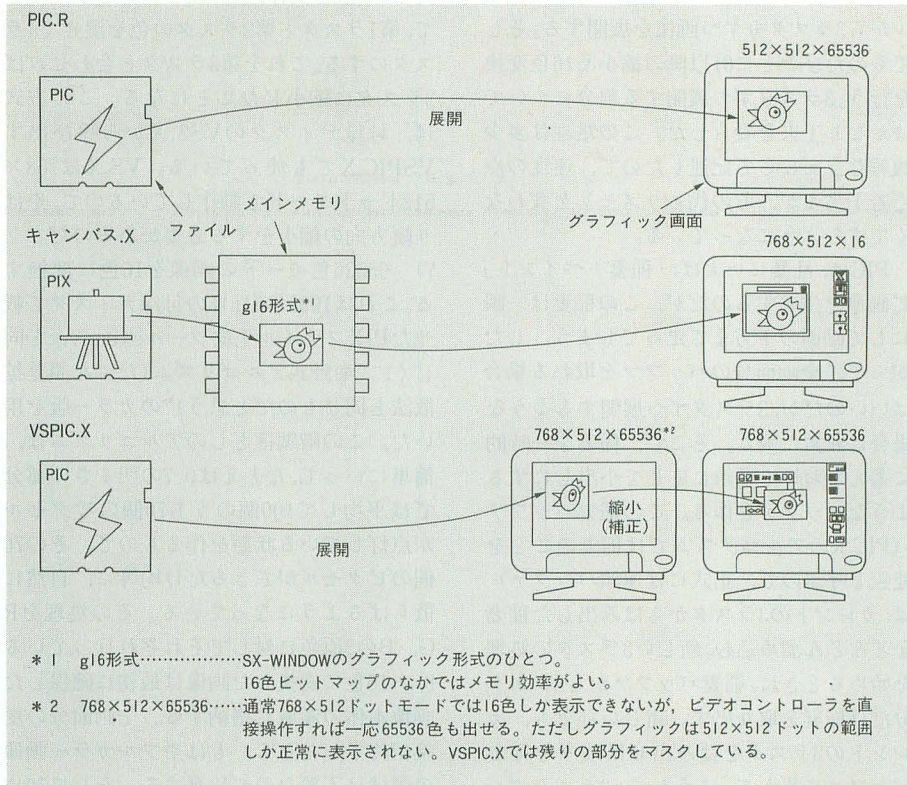 PIC.R
PIC
展開
512×512×65536
グラフィック画面
ファイル
メインメモリ
キャンバス.X
PIX
g16形式*¹
768×512×16
VSPIC.X
PIC
展開
768×512×65536*²
縮小
(補正)
768×512×65536
*1 g16形式……………SX-WINDOWのグラフィック形式のひとつ。
16色ビットマップのなかではメモリ効率がよい。
*2 768×512×65536……通常768×512ドットモードでは16色しか表示できないが、ビデオコントローラを直
接操作すれば一応65536色も出せる。ただしグラフィックは512×512ドットの範囲
しか正常に表示されない。VSPIC.Xでは残りの部分をマスクしている。